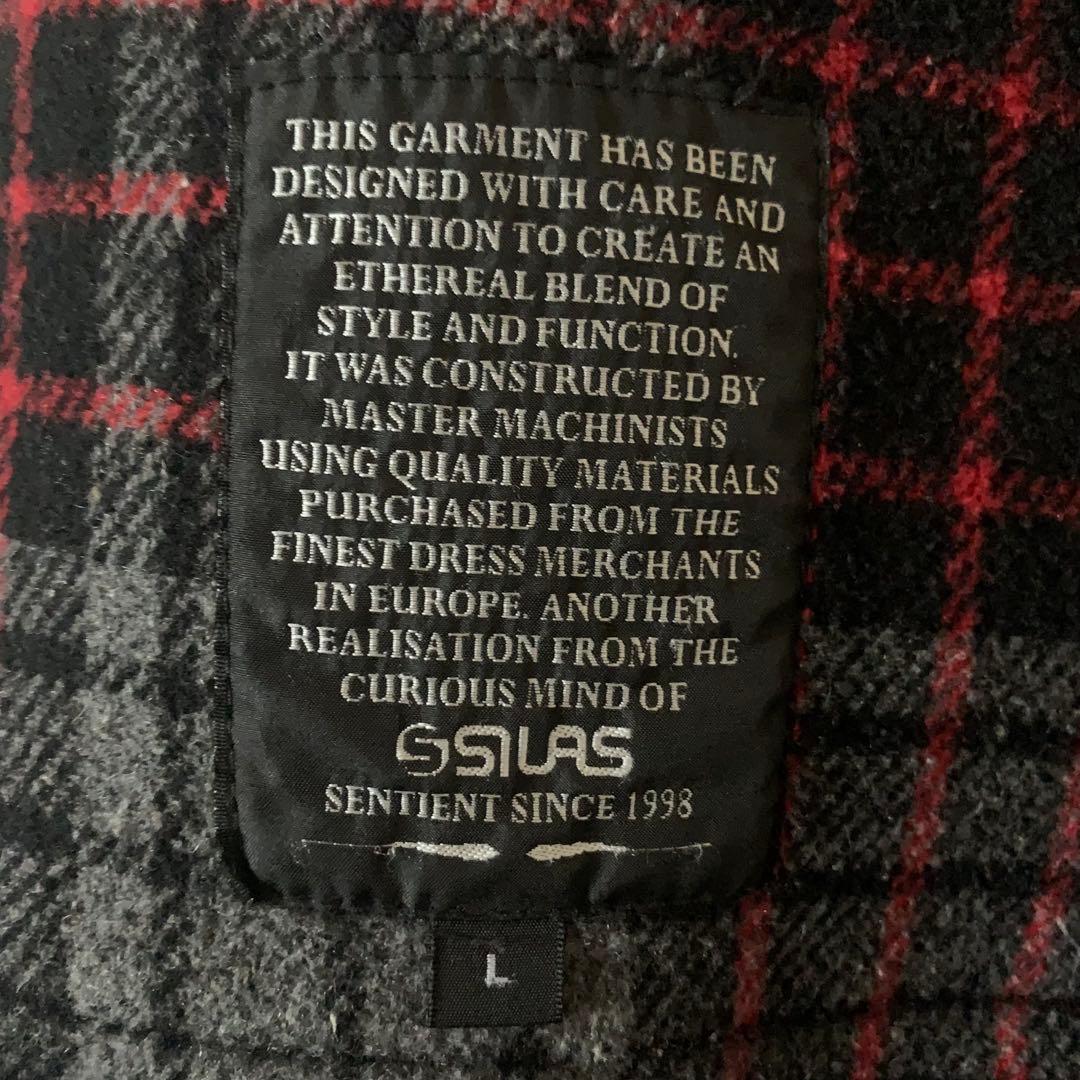 THIS GARMENT HAS BEEN
DESIGNED WITH CARE AND
ATTENTION TO CREATE AN
ETHEREAL BLEND OF
STYLE AND FUNCTION.
IT WAS CONSTRUCTED BY
MASTER MACHINISTS
USING QUALITY MATERIALS
PURCHASED FROM THE
FINEST DRESS MERCHANTS
IN EUROPE. ANOTHER
REALISATION FROM THE
CURIOUS MIND OF
SILAS
SENTIENT SINCE 1998
L